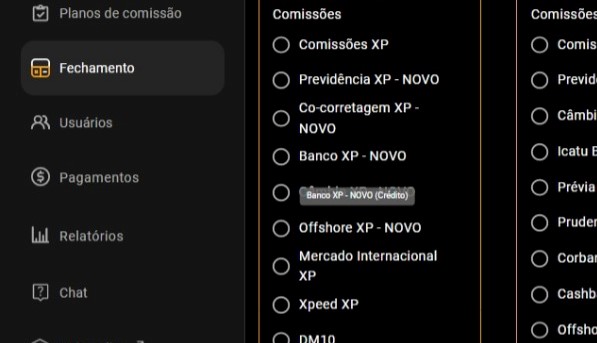 Planos de comissão
Fechamento
Usuários
Pagamentos
Relatórios
Chat
Comissões
Comissões XP
Previdência XP - NOVO
Co-corretagem XP -
NOVO
Banco XP - NOVO
Banco XP - NOVO (Crédito)
Offshore XP - NOVO
Mercado Internacional
XP
Xpeed XP
DM10
Comissões
Comis
Previd
Câmbi
Icatu B
Prévia
Pruder
Corbar
Cashb
Offsho